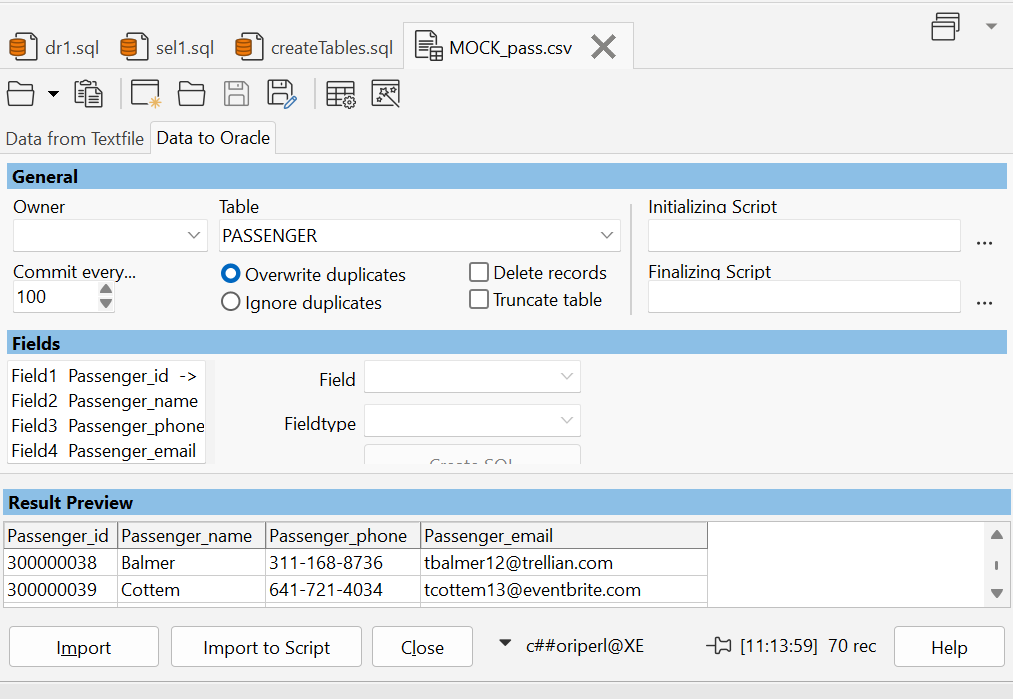 dr1.sql sel1.sql createTables.sql MOCK_pass.csv
Data from Textfile Data to Oracle
General
Owner Table Initializing Script
PASSENGER ...
Commit every... Overwrite duplicates Delete records Finalizing Script
100 Ignore duplicates Truncate table ...
Fields
Field1 Passenger_id -> Field
Field2 Passenger_name
Field3 Passenger_phone Fieldtype
Field4 Passenger_email Create SQL
Result Preview
Passenger_id Passenger_name Passenger_phone Passenger_email
300000038 Balmer 311-168-8736 tbalmer12@trellian.com
300000039 Cottem 641-721-4034 tcottem13@eventbrite.com
Import Import to Script Close c##oriperl@XE [11:13:59] 70 rec Help